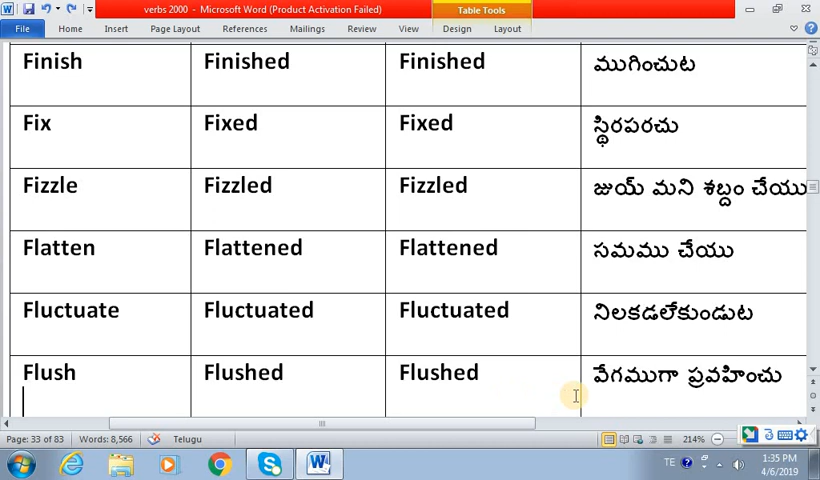 verbs 2000 - Microsoft Word (Product Activation Failed)
Table Tools
File Home Insert Page Layout References Mailings Review View Design Layout
Finish Finished Finished ముగించుట
Fix Fixed Fixed స్థిరపరచు
Fizzle Fizzled Fizzled జుయ్ మని శబ్దం చేయు
Flatten Flattened Flattened సమము చేయు
Fluctuate Fluctuated Fluctuated నిలకడలేకుండుట
Flush Flushed Flushed వేగముగా ప్రవహించు
Page: 33 of 83 Words: 8,566 Telugu 214%
TE 1:35 PM
4/6/2019